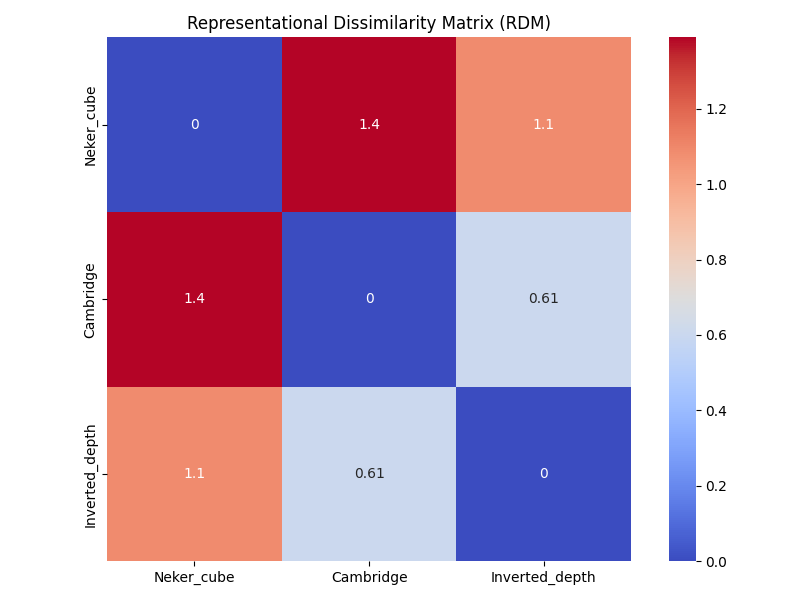 Representational Dissimilarity Matrix (RDM)
Neker_cube
0
1.4
1.1
Cambridge
1.4
0
0.61
Inverted_depth
1.1
0.61
0
Neker_cube
Cambridge
Inverted_depth
1.2
1.0
0.8
0.6
0.4
0.2
0.0